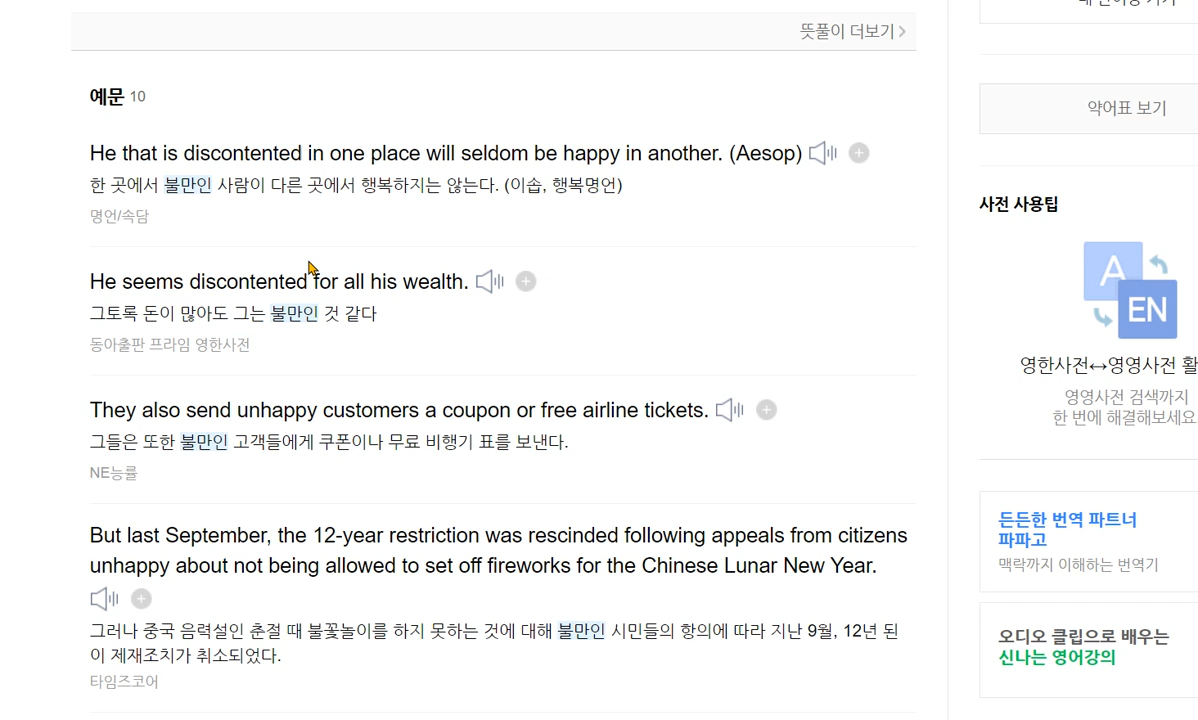 뜻풀이 더보기
예문 10
He that is discontented in one place will seldom be happy in another. (Aesop)
한 곳에서 불만인 사람이 다른 곳에서 행복하지는 않는다. (이솝, 행복명언)
명언/속담
He seems discontented for all his wealth.
그토록 돈이 많아도 그는 불만인 것 같다
동아출판 프라임 영한사전
They also send unhappy customers a coupon or free airline tickets.
그들은 또한 불만인 고객들에게 쿠폰이나 무료 비행기 표를 보낸다.
NE능률
But last September, the 12-year restriction was rescinded following appeals from citizens
unhappy about not being allowed to set off fireworks for the Chinese Lunar New Year.
그러나 중국 음력설인 춘절 때 불꽃놀이를 하지 못하는 것에 대해 불만인 시민들의 항의에 따라 지난 9월, 12년 된
이 제재조치가 취소되었다.
타임즈코어
약어표 보기
사전 사용팁
A
EN
영한사전↔영영사전 활
영영사전 검색까지
한 번에 해결해보세요
든든한 번역 파트너
파파고
맥락까지 이해하는 번역기
오디오 클립으로 배우는
신나는 영어강의